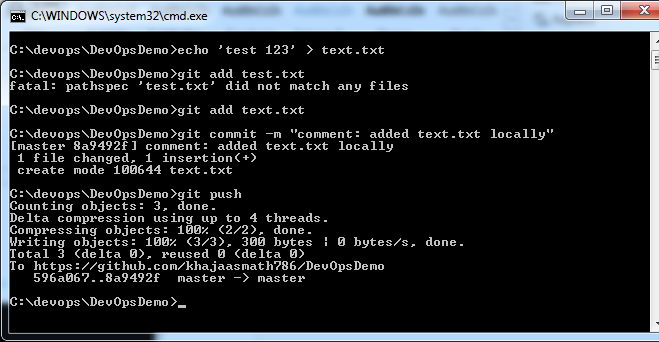 C:\WINDOWS\system32\cmd.exe
C:\devops\DevOpsDemo>echo 'test 123' > text.txt
C:\devops\DevOpsDemo>git add test.txt
fatal: pathspec 'test.txt' did not match any files
C:\devops\DevOpsDemo>git add text.txt
C:\devops\DevOpsDemo>git commit -m "comment: added text.txt locally"
[master 8a9492f] comment: added text.txt locally
1 file changed, 1 insertion(+)
create mode 100644 text.txt
C:\devops\DevOpsDemo>git push
Counting objects: 3, done.
Delta compression using up to 4 threads.
Compressing objects: 100% (2/2), done.
Writing objects: 100% (3/3), 300 bytes ¦ 0 bytes/s, done.
Total 3 (delta 0), reused 0 (delta 0)
To https://github.com/khajaasmath786/DevOpsDemo
596a067..8a9492f master -> master
C:\devops\DevOpsDemo>_